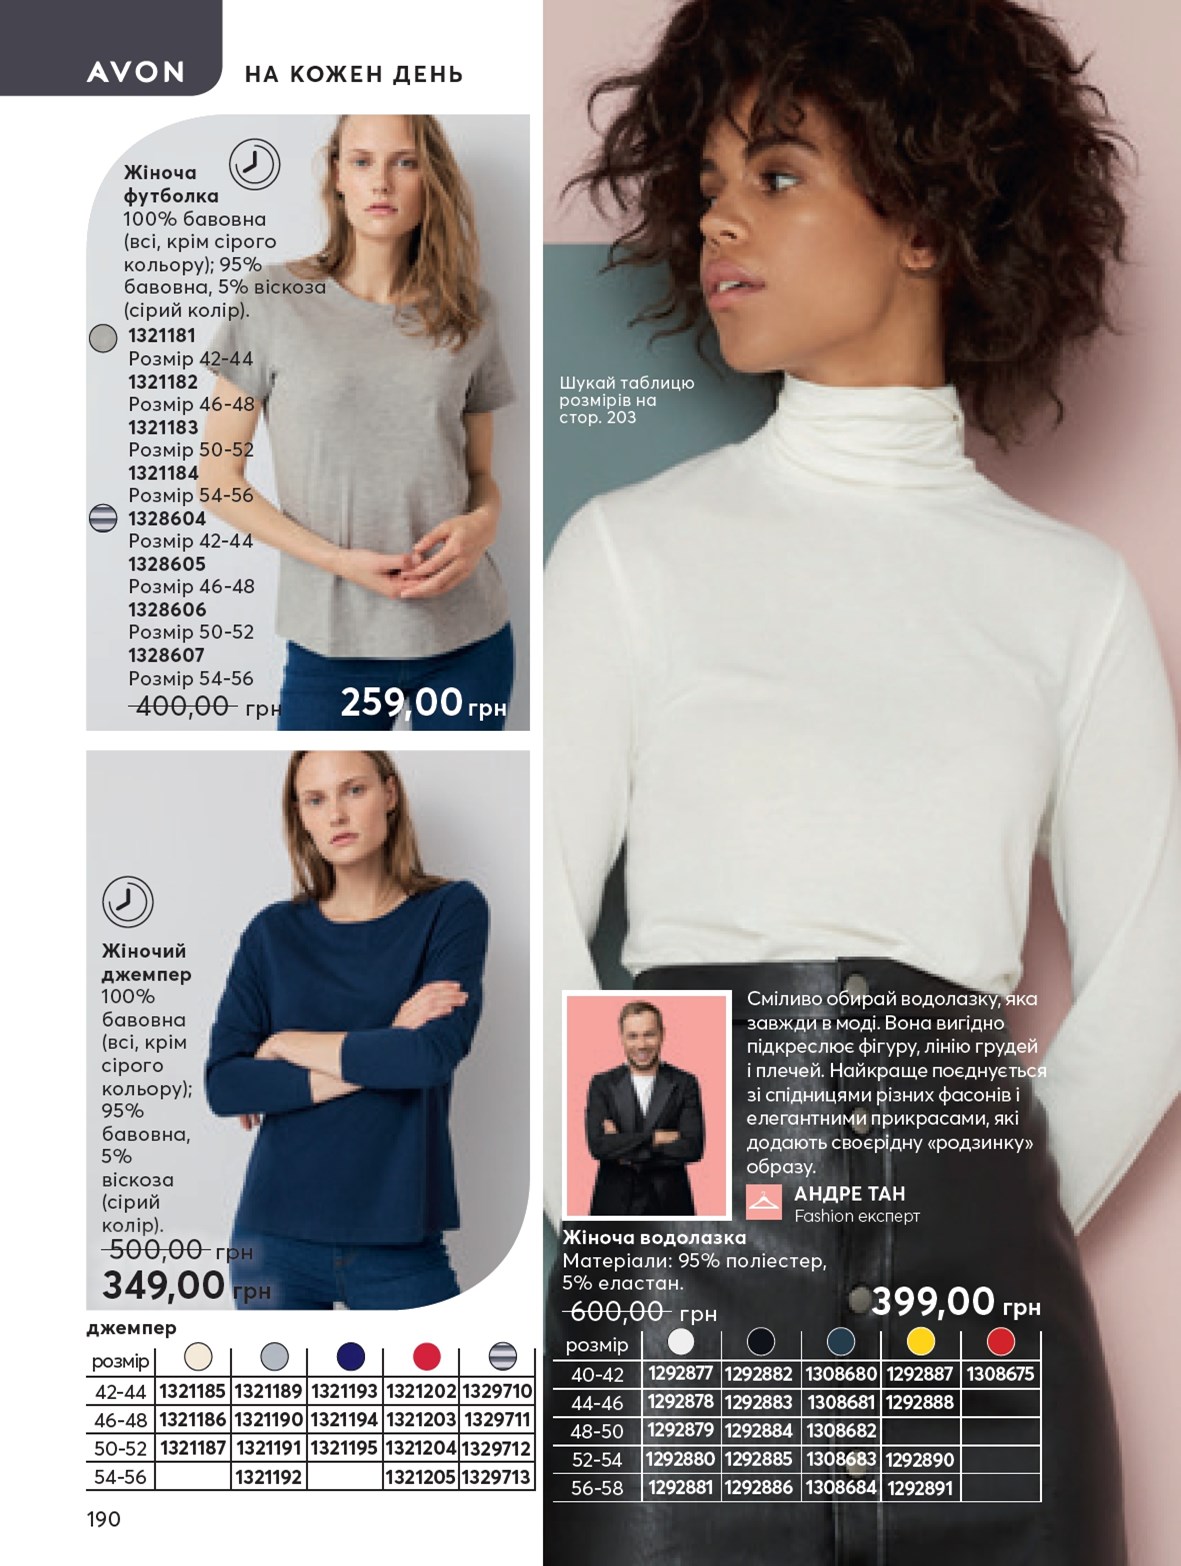 AVON
НА КОЖЕН ДЕНЬ
Жіноча
футболка
100% бавовна
(всі, крім сірого
кольору); 95%
бавовна, 5% віскоза
(сірий колір).
1321181
Розмір 42-44
1321182
Розмір 46-48
1321183
Розмір 50-52
1321184
Розмір 54-56
1328604
Розмір 42-44
1328605
Розмір 46-48
1328606
Розмір 50-52
1328607
Розмір 54-56
400,00 грн
259,00 грн
Жіночий
джемпер
100%
бавовна
(всі, крім
сірого
кольору);
95%
бавовна,
5%
віскоза
(сірий
колір).
500,00 грн
349,00 грн
джемпер
розмір
42-44 1321185 1321189 1321193 1321202 1329710
46-48 1321186 1321190 1321194 1321203 1329711
50-52 1321187 1321191 1321195 1321204 1329712
54-56 1321192 1321205 1329713
190
Шукай таблицю
розмірів на
стор. 203
Сміливо обирай водолазку, яка
завжди в моді. Вона вигідно
підкреслює фігуру, лінію грудей
і плечей. Найкраще поєднується
зі спідницями різних фасонів і
елегантними прикрасами, які
додають своєрідну «родзинку»
образу.
АНДРЕ ТАН
Fashion експерт
Жіноча водолазка
Матеріали: 95% поліестер,
5% еластан.
600,00 грн
399,00 грн
розмір
40-42 1292877 1292882 1308680 1292887 1308675
44-46 1292878 1292883 1308681 1292888
48-50 1292879 1292884 1308682
52-54 1292880 1292885 1308683 1292890
56-58 1292881 1292886 1308684 1292891